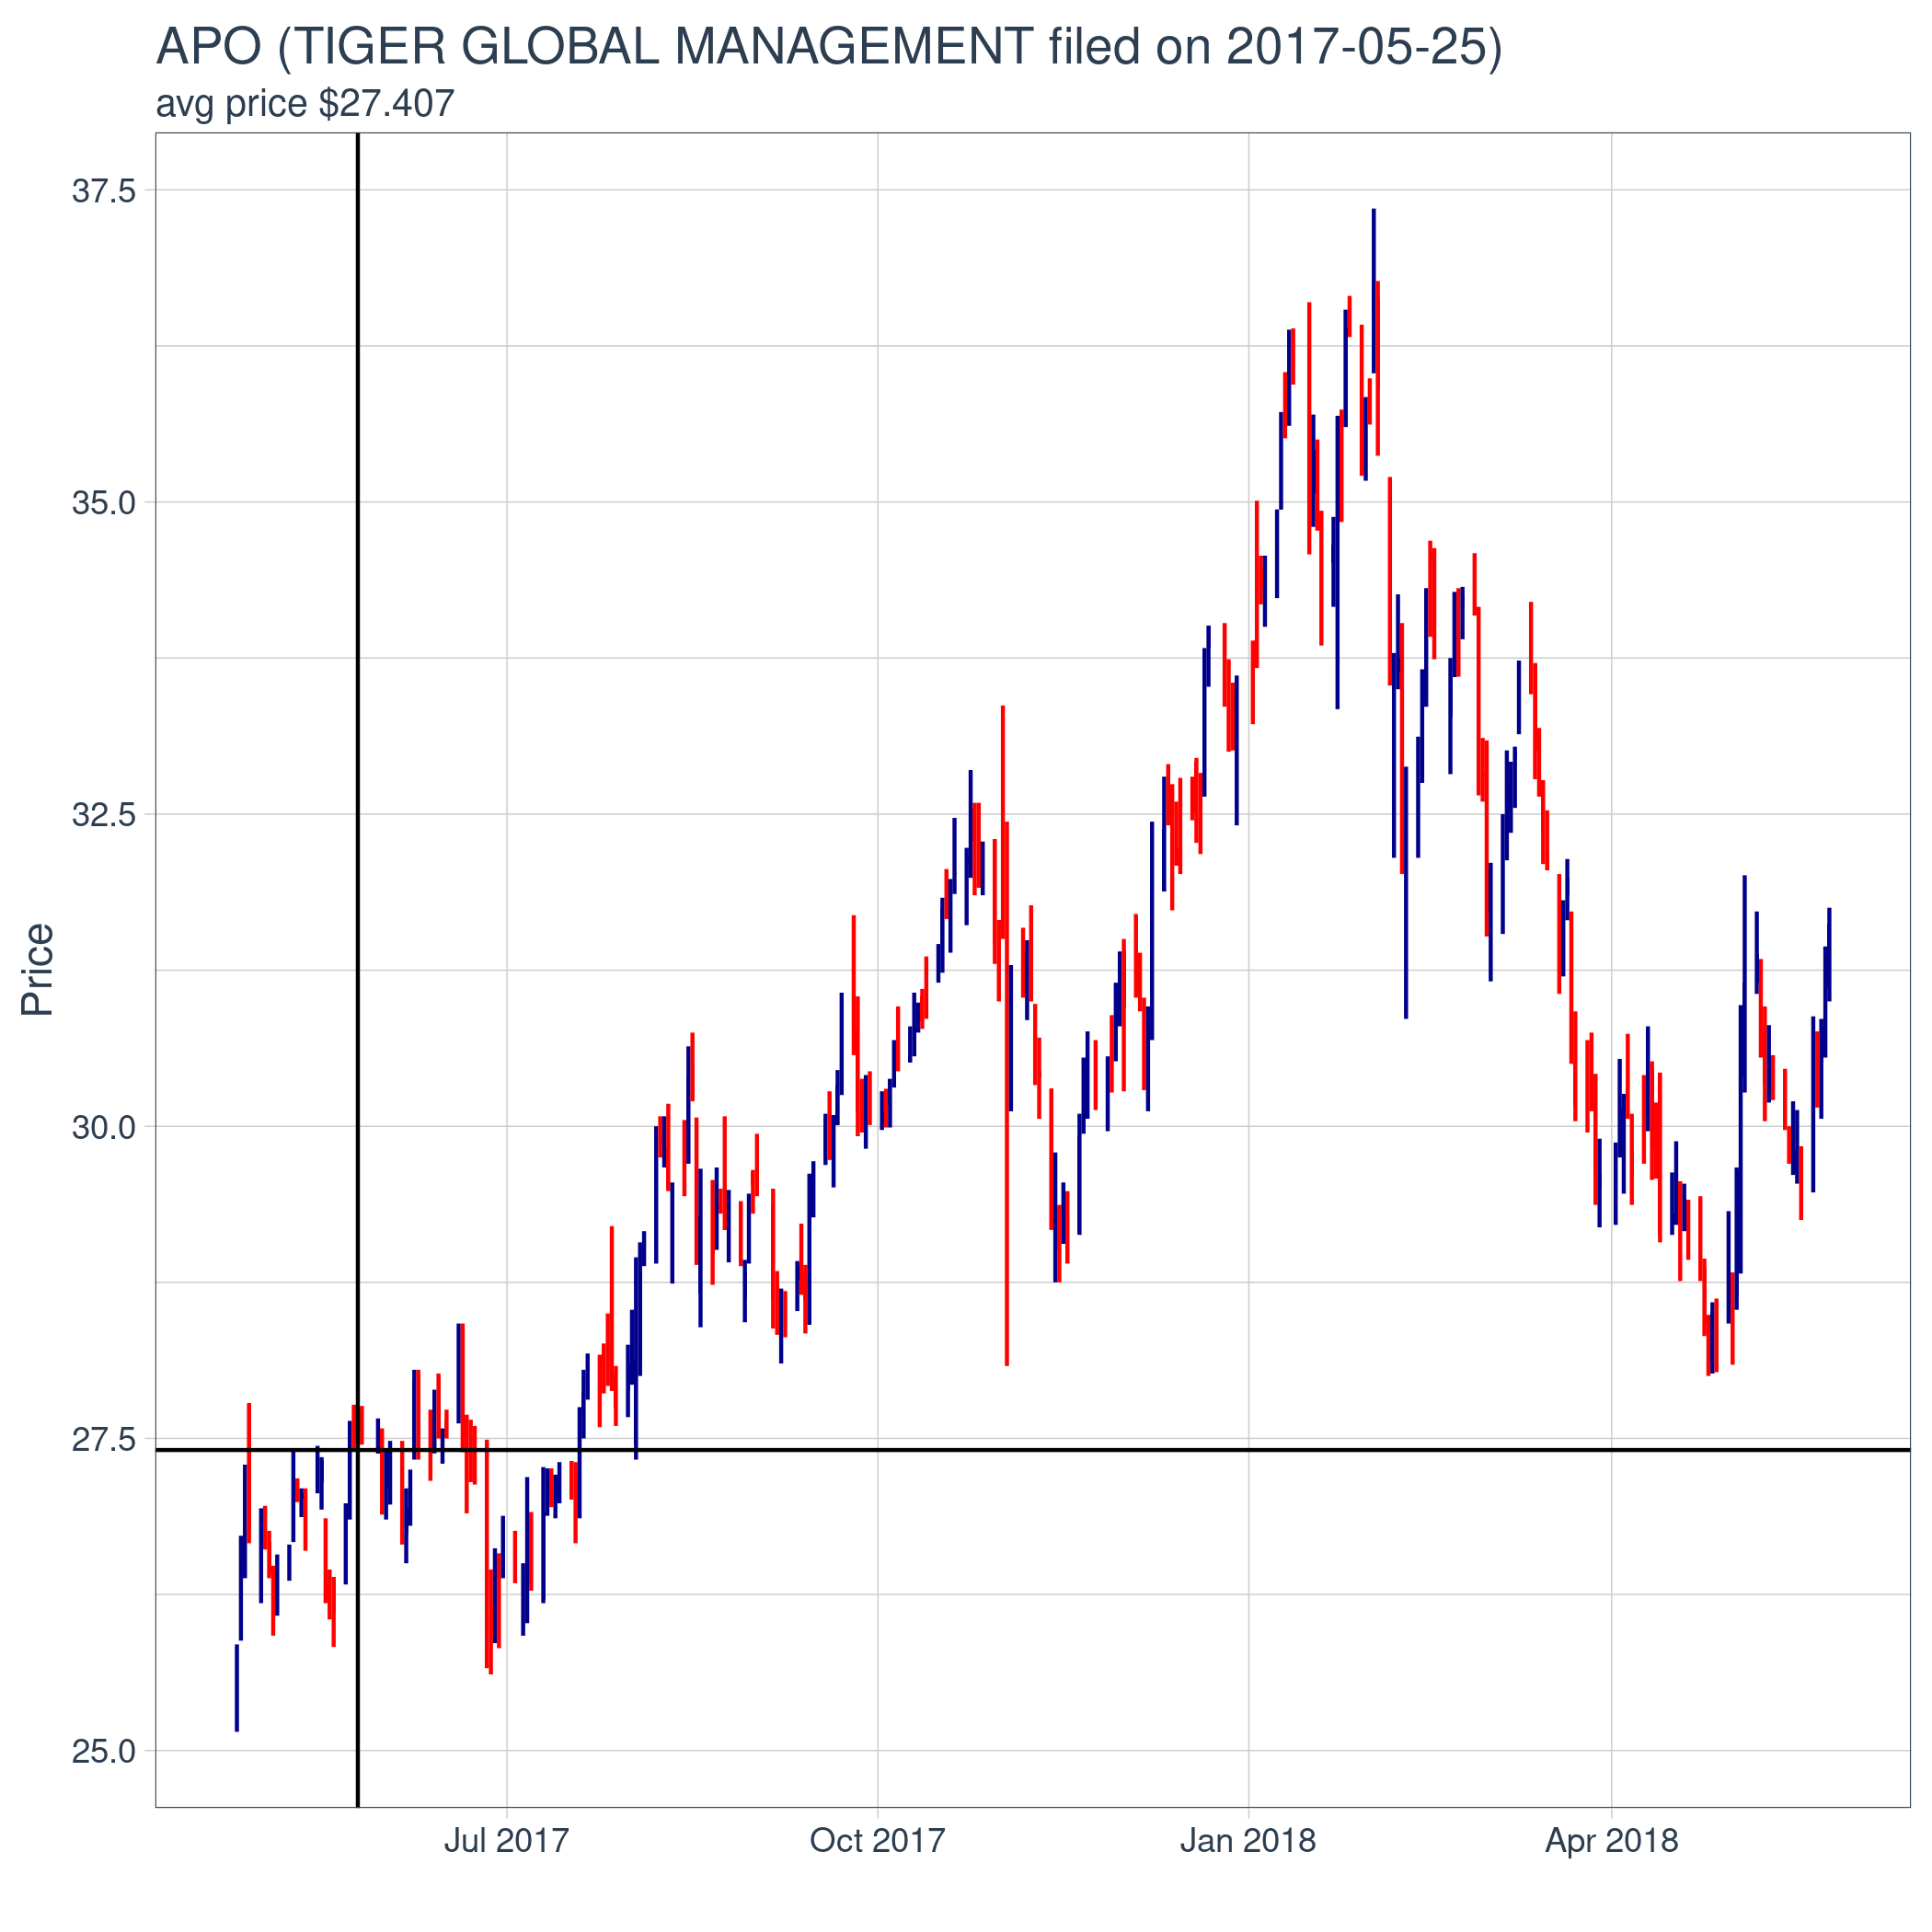 APO (TIGER GLOBAL MANAGEMENT filed on 2017-05-25)
avg price $27.407
37.5
35.0
32.5
30.0
27.5
25.0
Price
Jul 2017
Oct 2017
Jan 2018
Apr 2018